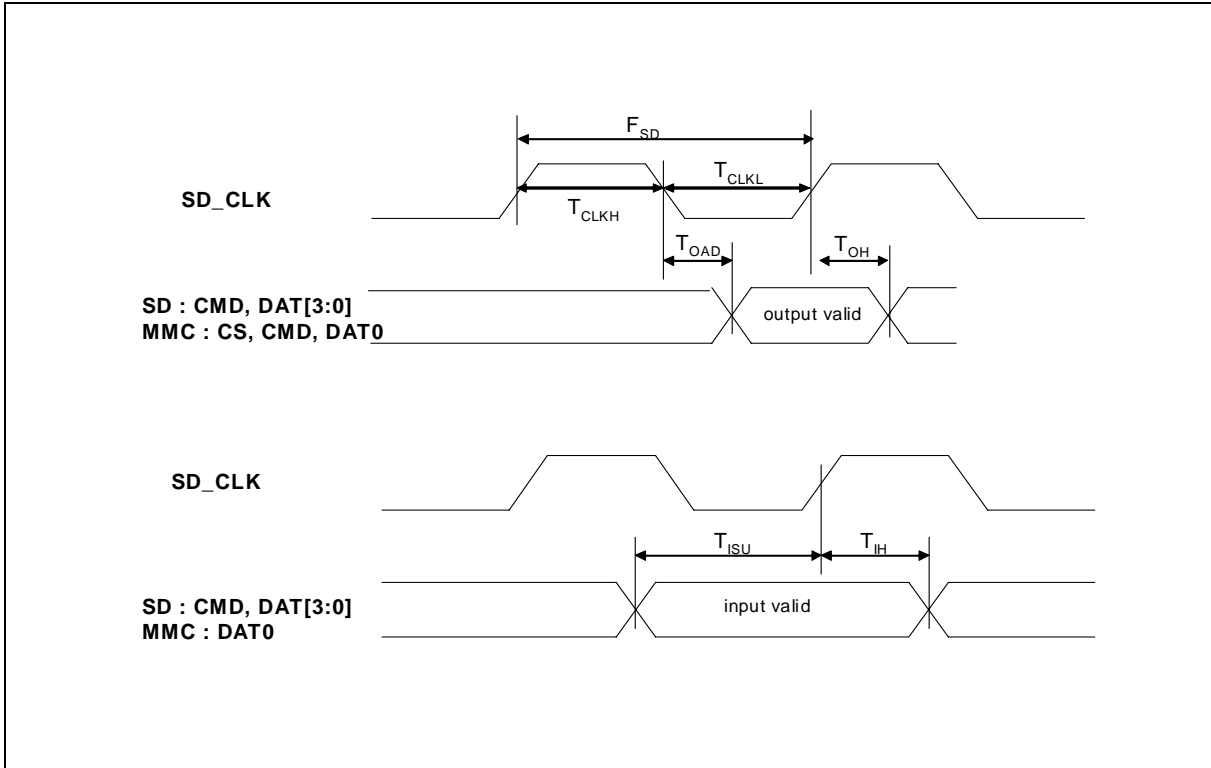 F_SD
SD_CLK
T_CLKL
T_CLKH
T_OAD
T_OH
SD : CMD, DAT[3:0]
MMC : CS, CMD, DAT0
output valid
SD_CLK
T_ISU
T_IH
SD : CMD, DAT[3:0]
MMC : DAT0
input valid